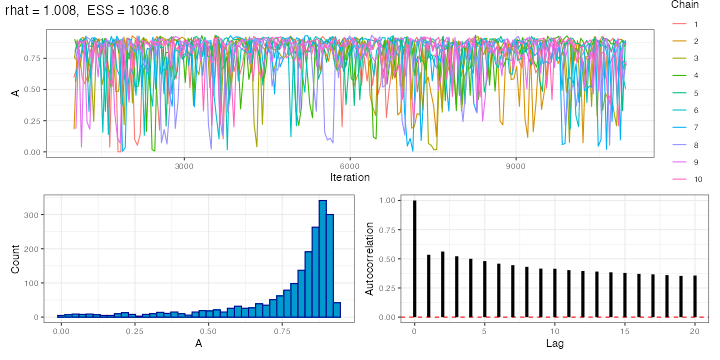 rhat = 1.008, ESS = 1036.8
Chain
1
2
3
4
5
6
7
8
9
10
A
0.75
0.50
0.25
0.00
3000 6000 9000
Iteration
Count
300
200
100
0
0.00 0.25 0.50 0.75
A
Autocorrelation
1.00
0.75
0.50
0.25
0.00
0 5 10 15 20
Lag